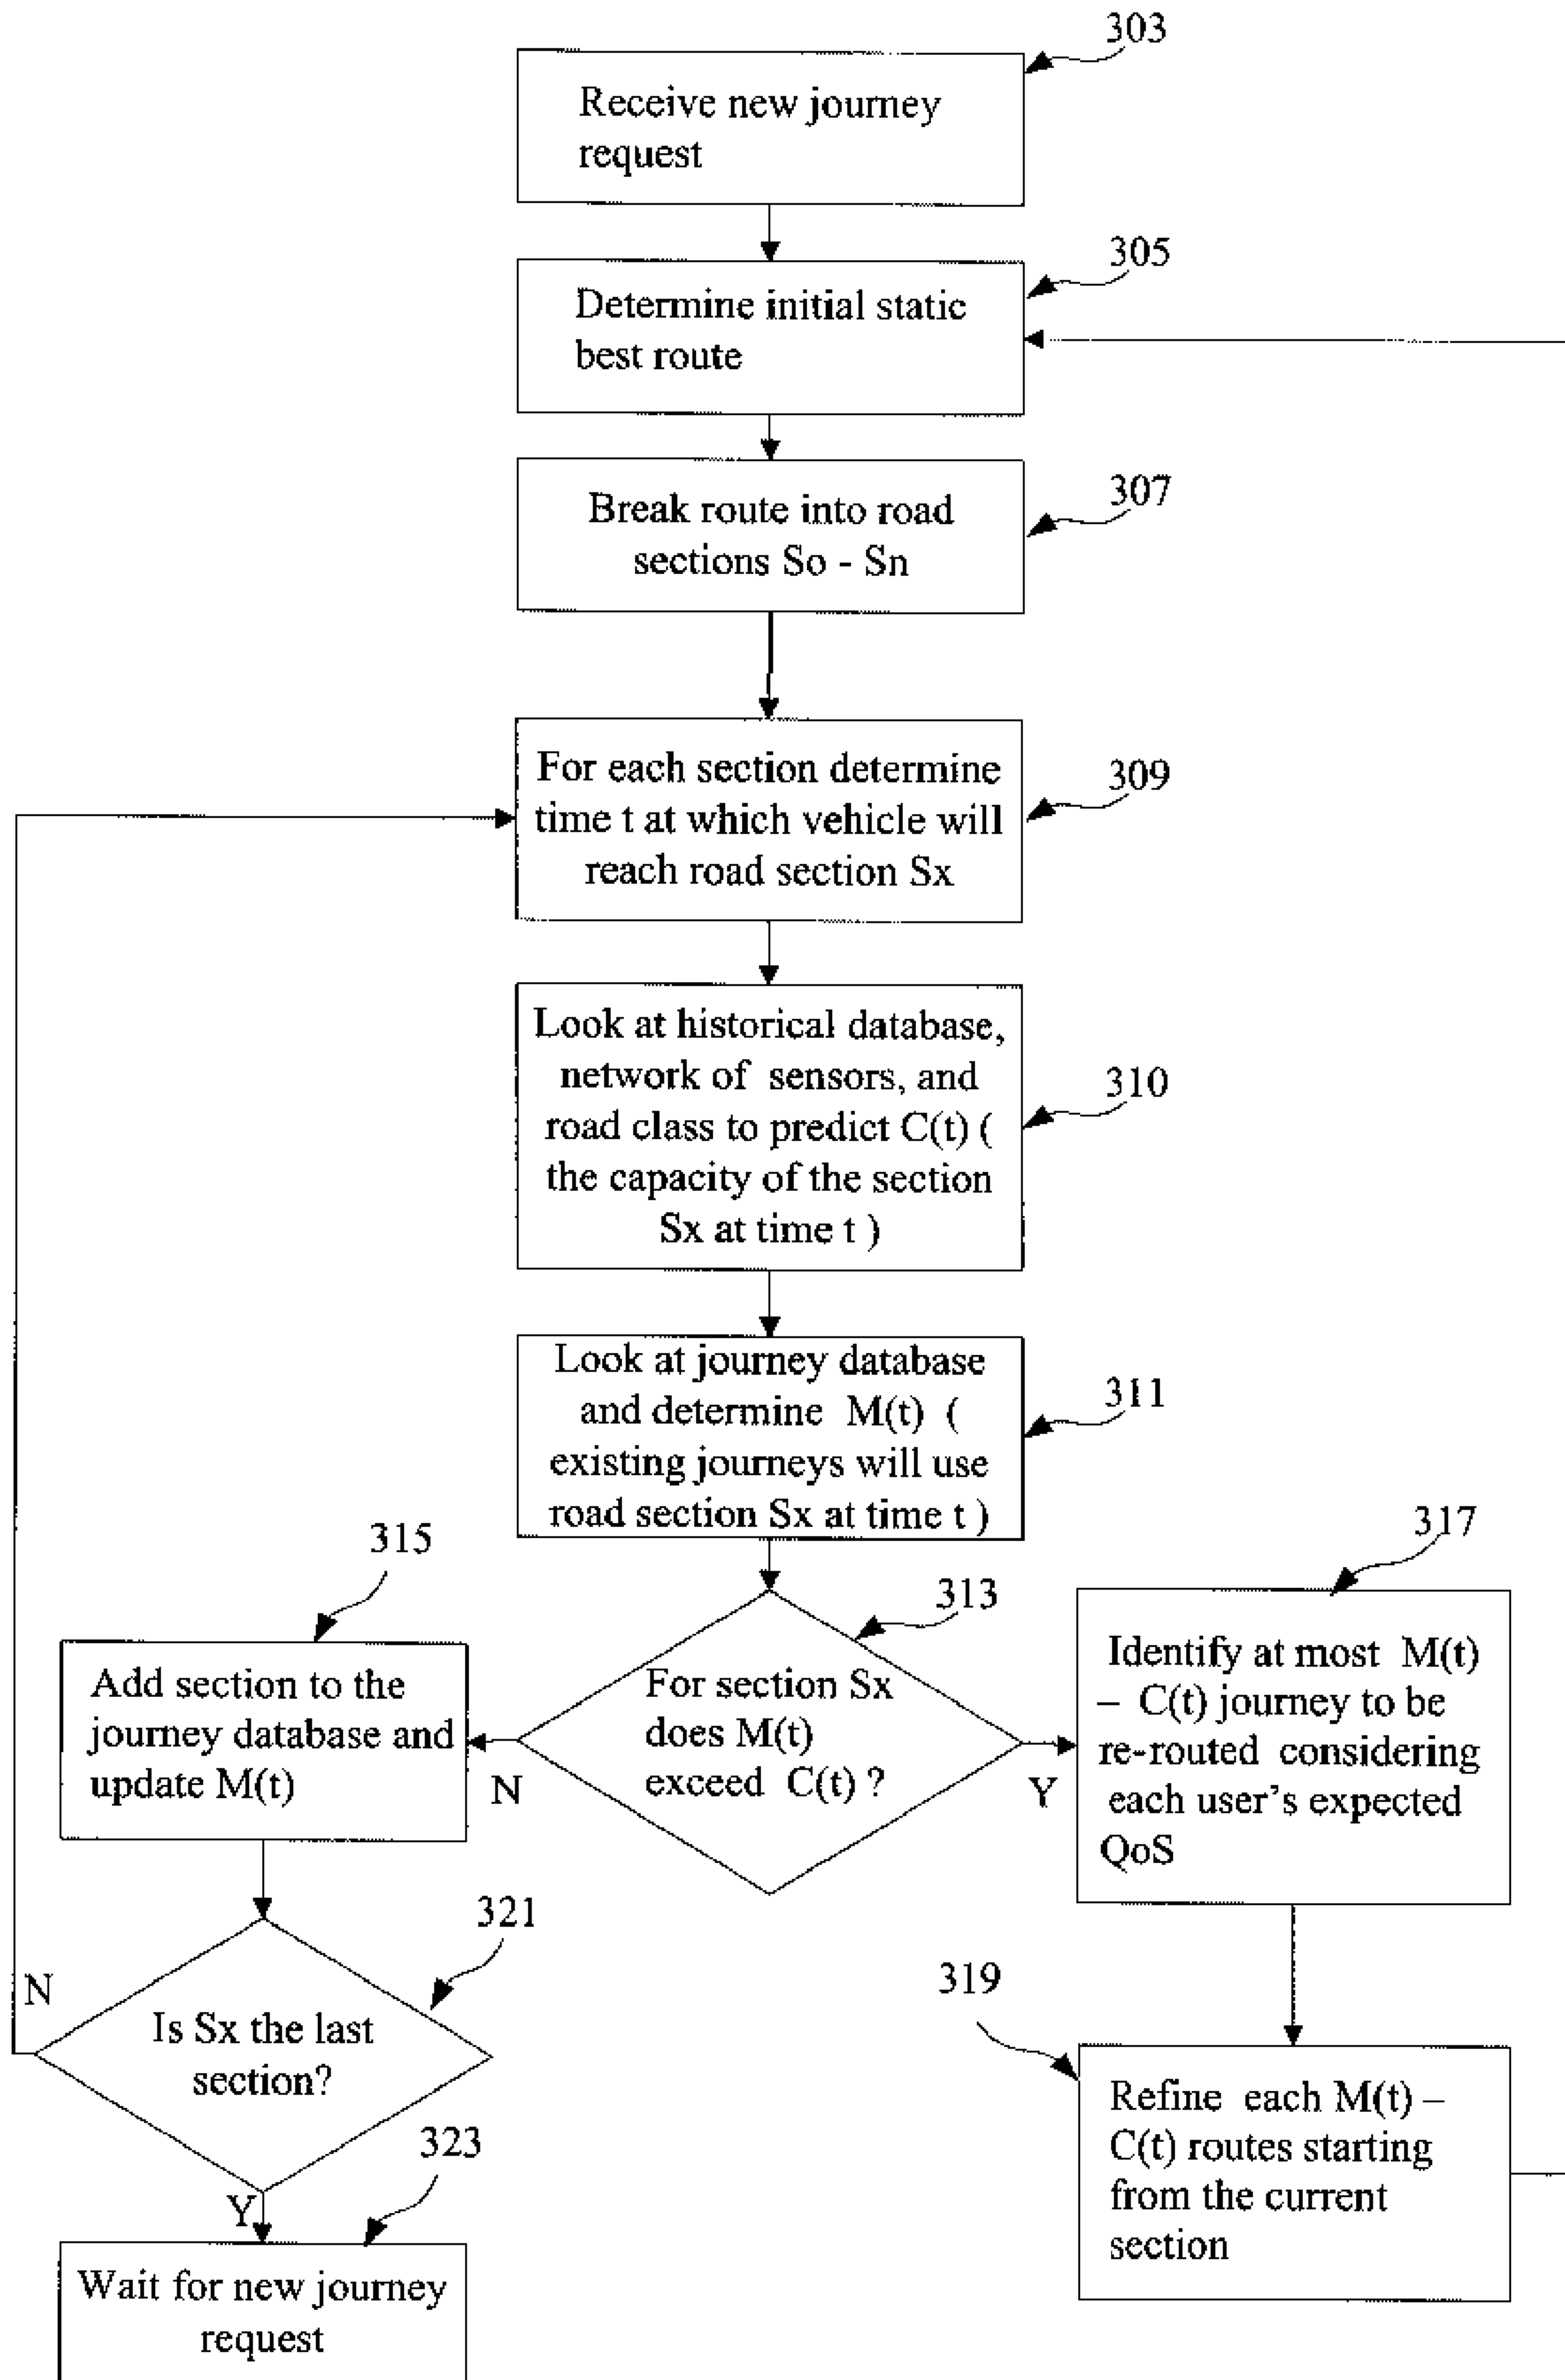 303
Receive new journey
request
305
Determine initial static
best route
307
Break route into road
sections So - Sn
309
For each section determine
time t at which vehicle will
reach road section Sx
310
Look at historical database,
network of sensors, and
road class to predict C(t) (
the capacity of the section
Sx at time t )
311
Look at journey database
and determine M(t) (
existing journeys will use
road section Sx at time t )
313
For section Sx
does M(t)
exceed C(t) ?
N
Y
315
Add section to the
journey database and
update M(t)
317
Identify at most M(t)
– C(t) journey to be
re-routed considering
each user's expected
QoS
321
Is Sx the last
section?
N
Y
319
Refine each M(t) –
C(t) routes starting
from the current
section
323
Wait for new journey
request